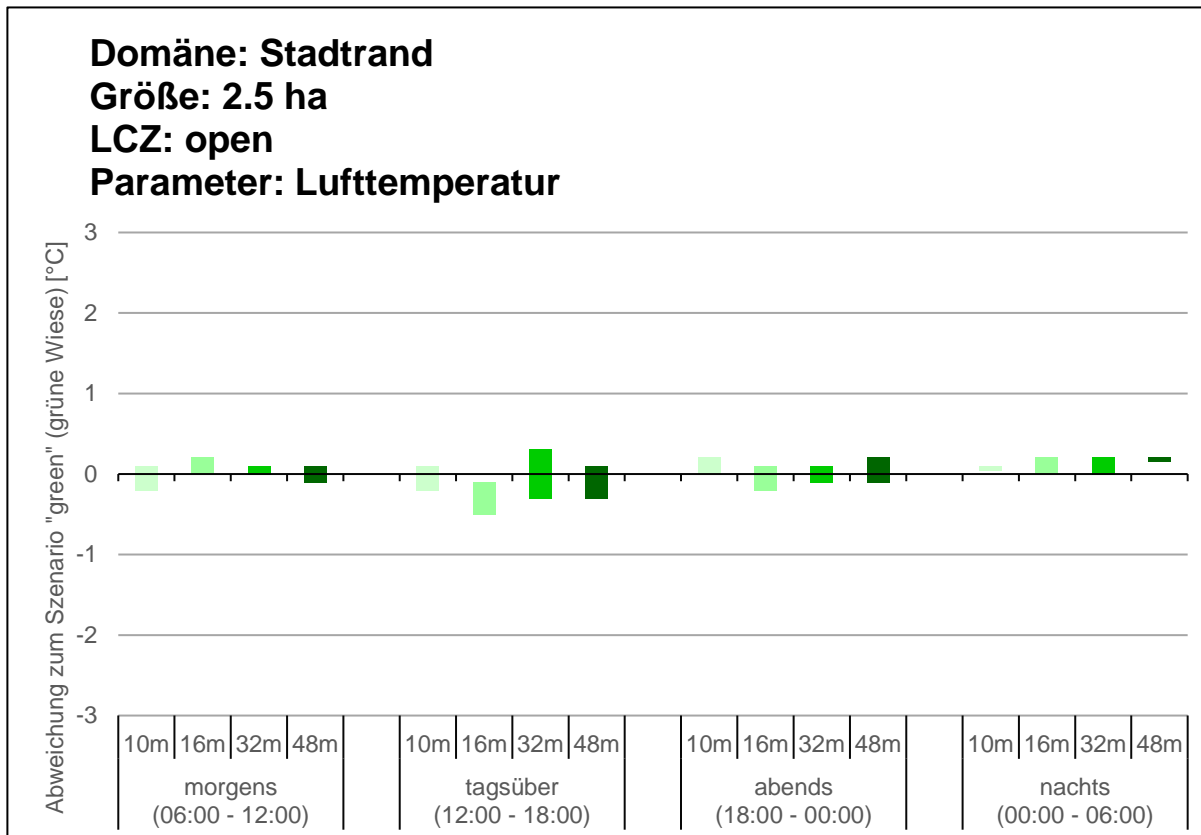 Domäne: Stadtrand
Größe: 2.5 ha
LCZ: open
Parameter: Lufttemperatur
Abweichung zum Szenario "green" (grüne Wiese) [°C]
3
2
1
0
-1
-2
-3
10m 16m 32m 48m 10m 16m 32m 48m 10m 16m 32m 48m 10m 16m 32m 48m
morgens tagsüber abends nachts
(06:00 - 12:00) (12:00 - 18:00) (18:00 - 00:00) (00:00 - 06:00)